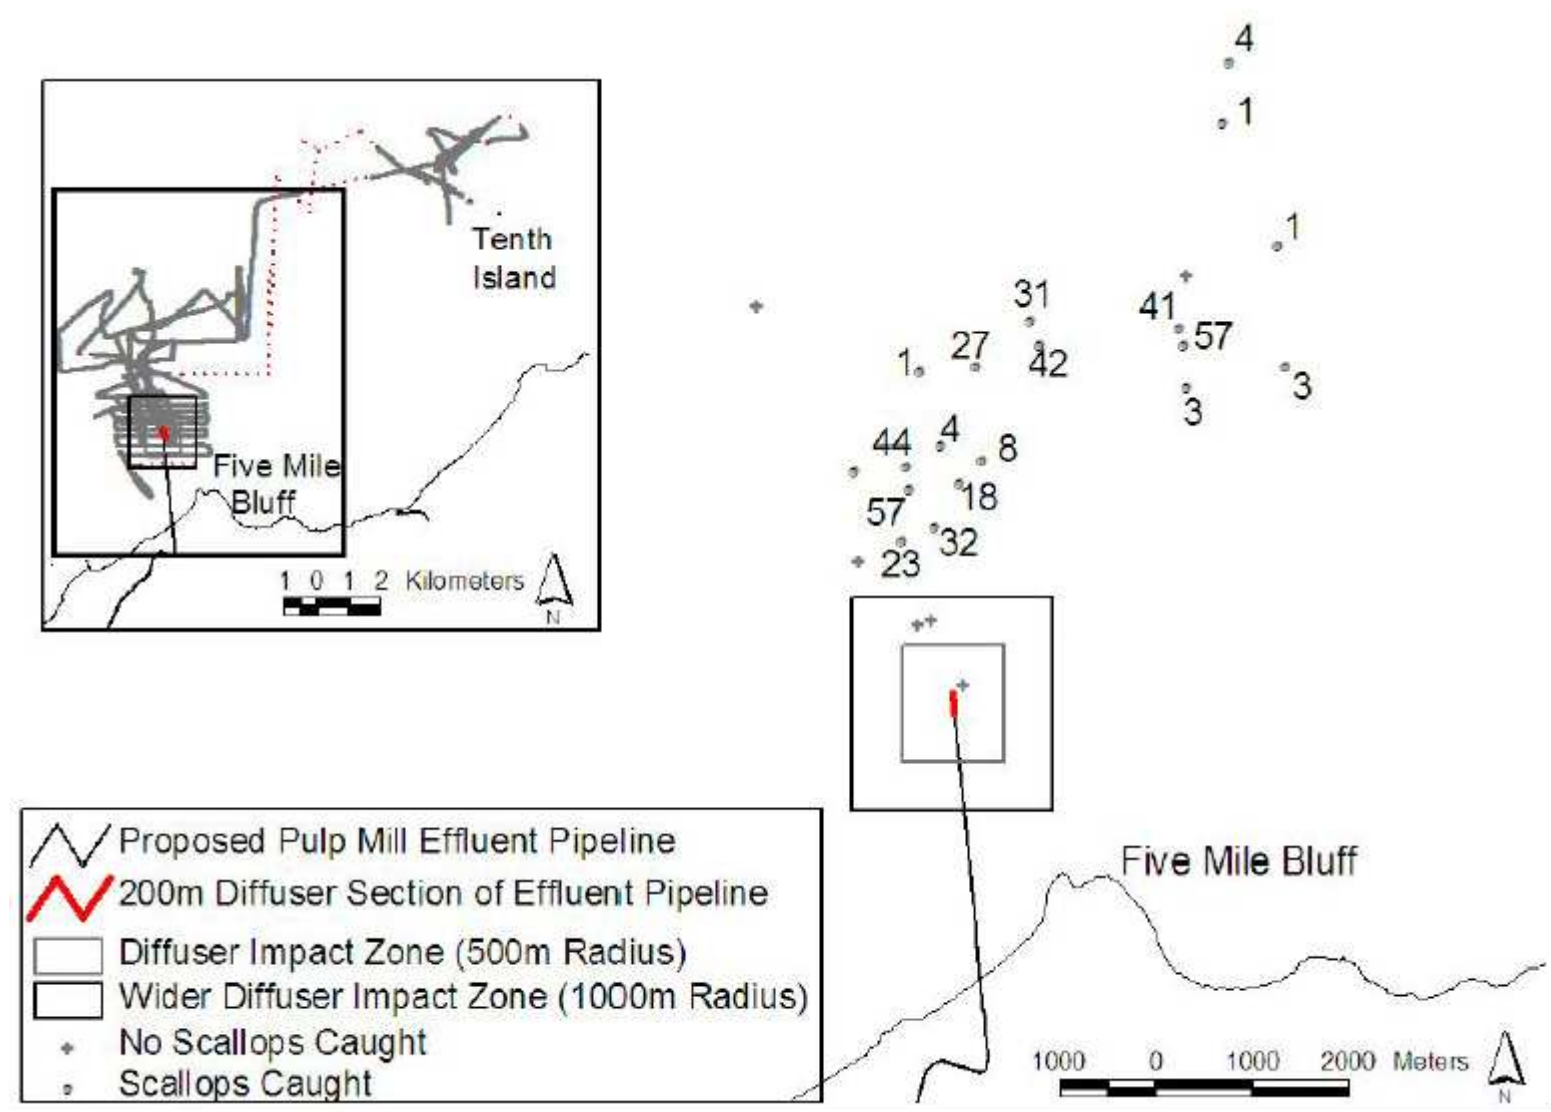 4
1
1
31
41
57
27
1
42
3
3
44
4
8
57
18
32
23
Tenth
Island
Five Mile
Bluff
1 0 1 2 Kilometers
N
Proposed Pulp Mill Effluent Pipeline
200m Diffuser Section of Effluent Pipeline
Diffuser Impact Zone (500m Radius)
Wider Diffuser Impact Zone (1000m Radius)
No Scallops Caught
Scallops Caught
Five Mile Bluff
1000 0 1000 2000 Meters
N